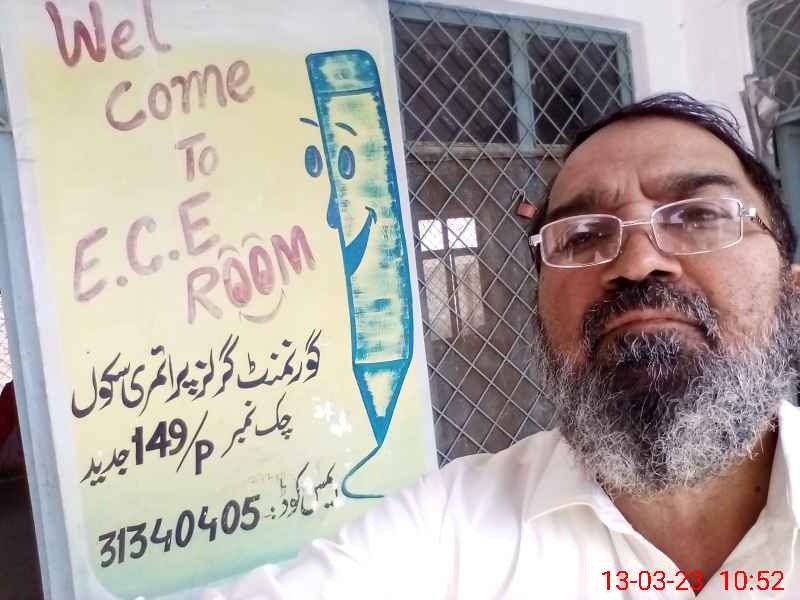 Wel
Come
To
E.C.E
ROOM
گورنمنٹ گرلز پرائمری سکول
چک نمبر 149/P جدید
ایمس کوڈ: 31340405
13-03-23 10:52